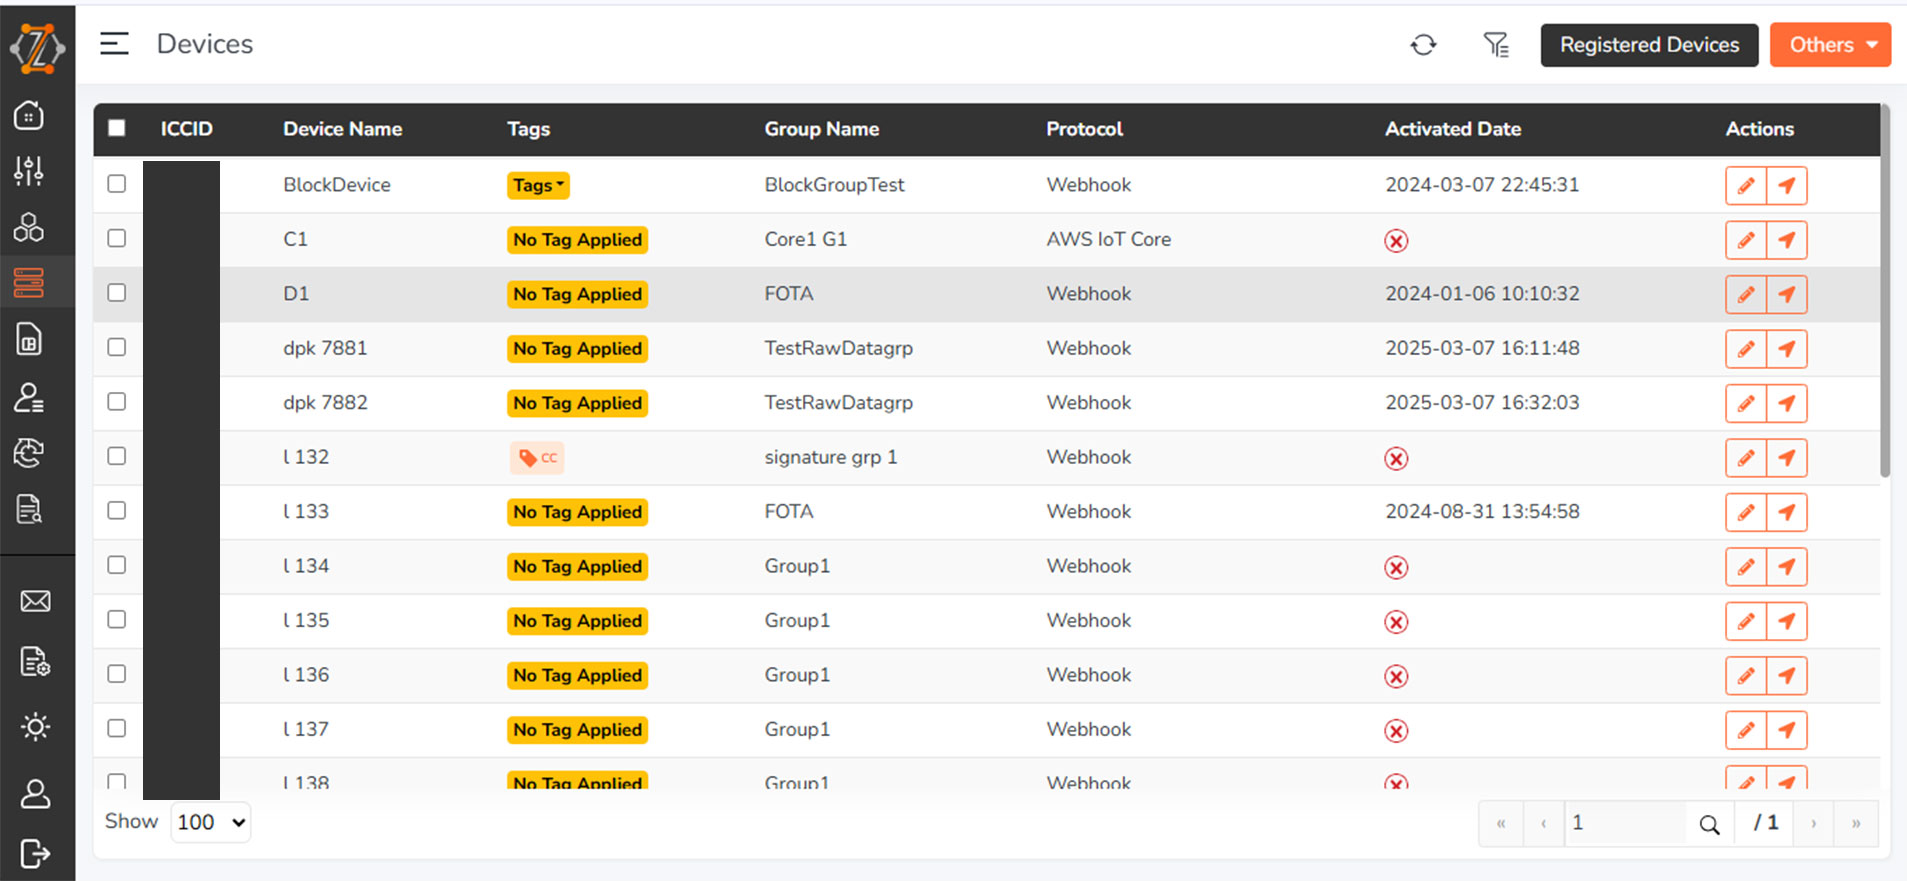 Devices Registered Devices Others
ICCID Device Name Tags Group Name Protocol Activated Date Actions
BlockDevice Tags BlockGroupTest Webhook 2024-03-07 22:45:31
C1 No Tag Applied Core1 G1 AWS IoT Core
D1 No Tag Applied FOTA Webhook 2024-01-06 10:10:32
dpk 7881 No Tag Applied TestRawDatagrp Webhook 2025-03-07 16:11:48
dpk 7882 No Tag Applied TestRawDatagrp Webhook 2025-03-07 16:32:03
l 132 CC signature grp 1 Webhook
l 133 No Tag Applied FOTA Webhook 2024-08-31 13:54:58
l 134 No Tag Applied Group1 Webhook
l 135 No Tag Applied Group1 Webhook
l 136 No Tag Applied Group1 Webhook
l 137 No Tag Applied Group1 Webhook
l 138 No Tag Applied Group1 Webhook
Show 100 « ‹ 1 / 1 › »